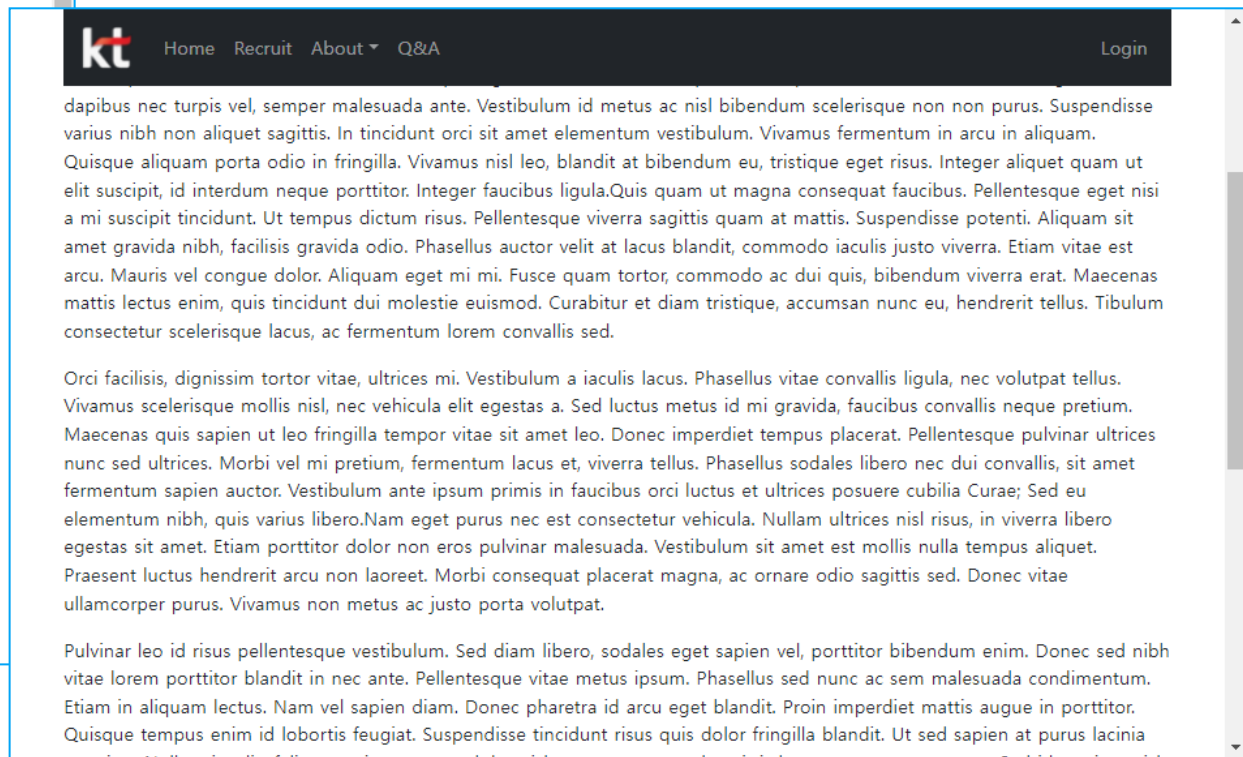 kt Home Recruit About Q&A Login
dapibus nec turpis vel, semper malesuada ante. Vestibulum id metus ac nisl bibendum scelerisque non non purus. Suspendisse
varius nibh non aliquet sagittis. In tincidunt orci sit amet elementum vestibulum. Vivamus fermentum in arcu in aliquam.
Quisque aliquam porta odio in fringilla. Vivamus nisl leo, blandit at bibendum eu, tristique eget risus. Integer aliquet quam ut
elit suscipit, id interdum neque porttitor. Integer faucibus ligula.Quis quam ut magna consequat faucibus. Pellentesque eget nisi
a mi suscipit tincidunt. Ut tempus dictum risus. Pellentesque viverra sagittis quam at mattis. Suspendisse potenti. Aliquam sit
amet gravida nibh, facilisis gravida odio. Phasellus auctor velit at lacus blandit, commodo iaculis justo viverra. Etiam vitae est
arcu. Mauris vel congue dolor. Aliquam eget mi mi. Fusce quam tortor, commodo ac dui quis, bibendum viverra erat. Maecenas
mattis lectus enim, quis tincidunt dui molestie euismod. Curabitur et diam tristique, accumsan nunc eu, hendrerit tellus. Tibulum
consectetur scelerisque lacus, ac fermentum lorem convallis sed.
Orci facilisis, dignissim tortor vitae, ultrices mi. Vestibulum a iaculis lacus. Phasellus vitae convallis ligula, nec volutpat tellus.
Vivamus scelerisque mollis nisl, nec vehicula elit egestas a. Sed luctus metus id mi gravida, faucibus convallis neque pretium.
Maecenas quis sapien ut leo fringilla tempor vitae sit amet leo. Donec imperdiet tempus placerat. Pellentesque pulvinar ultrices
nunc sed ultrices. Morbi vel mi pretium, fermentum lacus et, viverra tellus. Phasellus sodales libero nec dui convallis, sit amet
fermentum sapien auctor. Vestibulum ante ipsum primis in faucibus orci luctus et ultrices posuere cubilia Curae; Sed eu
elementum nibh, quis varius libero.Nam eget purus nec est consectetur vehicula. Nullam ultrices nisl risus, in viverra libero
egestas sit amet. Etiam porttitor dolor non eros pulvinar malesuada. Vestibulum sit amet est mollis nulla tempus aliquet.
Praesent luctus hendrerit arcu non laoreet. Morbi consequat placerat magna, ac ornare odio sagittis sed. Donec vitae
ullamcorper purus. Vivamus non metus ac justo porta volutpat.
Pulvinar leo id risus pellentesque vestibulum. Sed diam libero, sodales eget sapien vel, porttitor bibendum enim. Donec sed nibh
vitae lorem porttitor blandit in nec ante. Pellentesque vitae metus ipsum. Phasellus sed nunc ac sem malesuada condimentum.
Etiam in aliquam lectus. Nam vel sapien diam. Donec pharetra id arcu eget blandit. Proin imperdiet mattis augue in porttitor.
Quisque tempus enim id lobortis feugiat. Suspendisse tincidunt risus quis dolor fringilla blandit. Ut sed sapien at purus lacinia